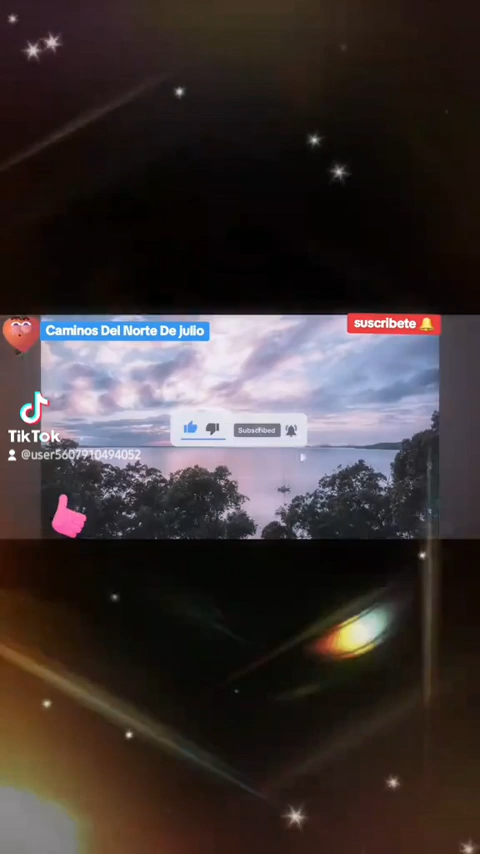 Caminos Del Norte De julio
suscribete
TikTok
Subscribed
@user5607910494052